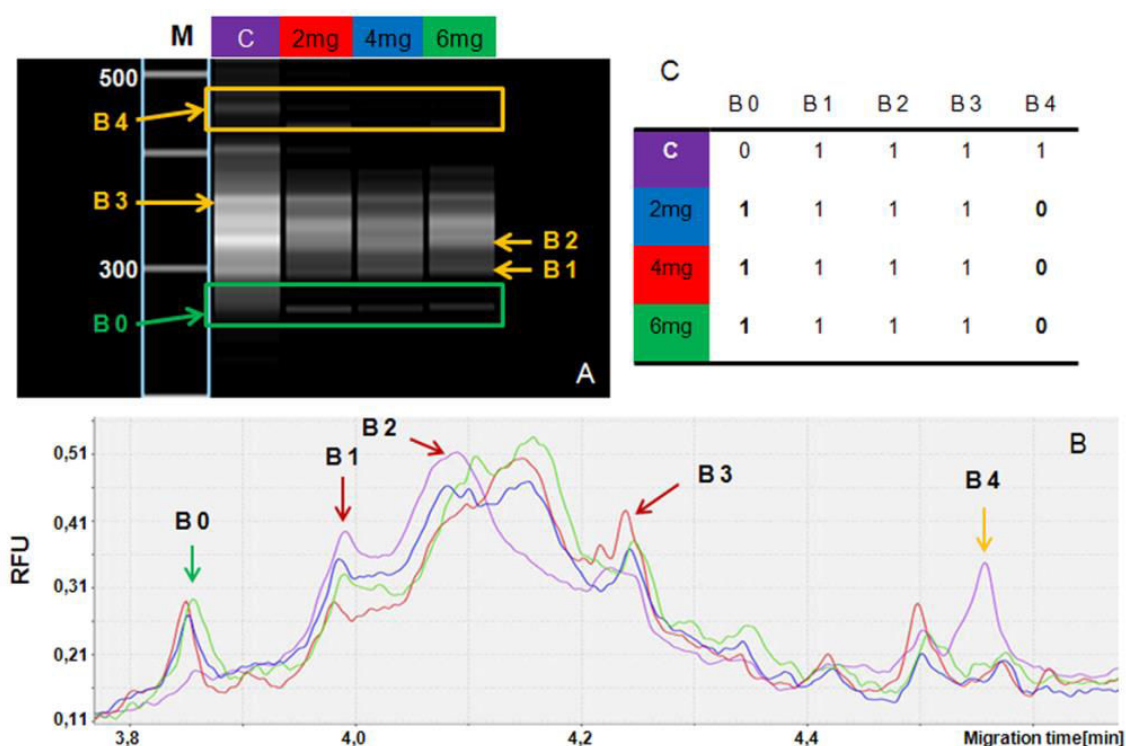 M C 2mg 4mg 6mg
500
B 4
B 3
B 2
300
B 1
B 0
A
C
B 0 B 1 B 2 B 3 B 4
C 0 1 1 1 1
2mg 1 1 1 1 0
4mg 1 1 1 1 0
6mg 1 1 1 1 0
B
B 2
B 1
B 3
B 4
B 0
RFU
0,51
0,41
0,31
0,21
0,11
3,8 4,0 4,2 4,4 Migration time[min]